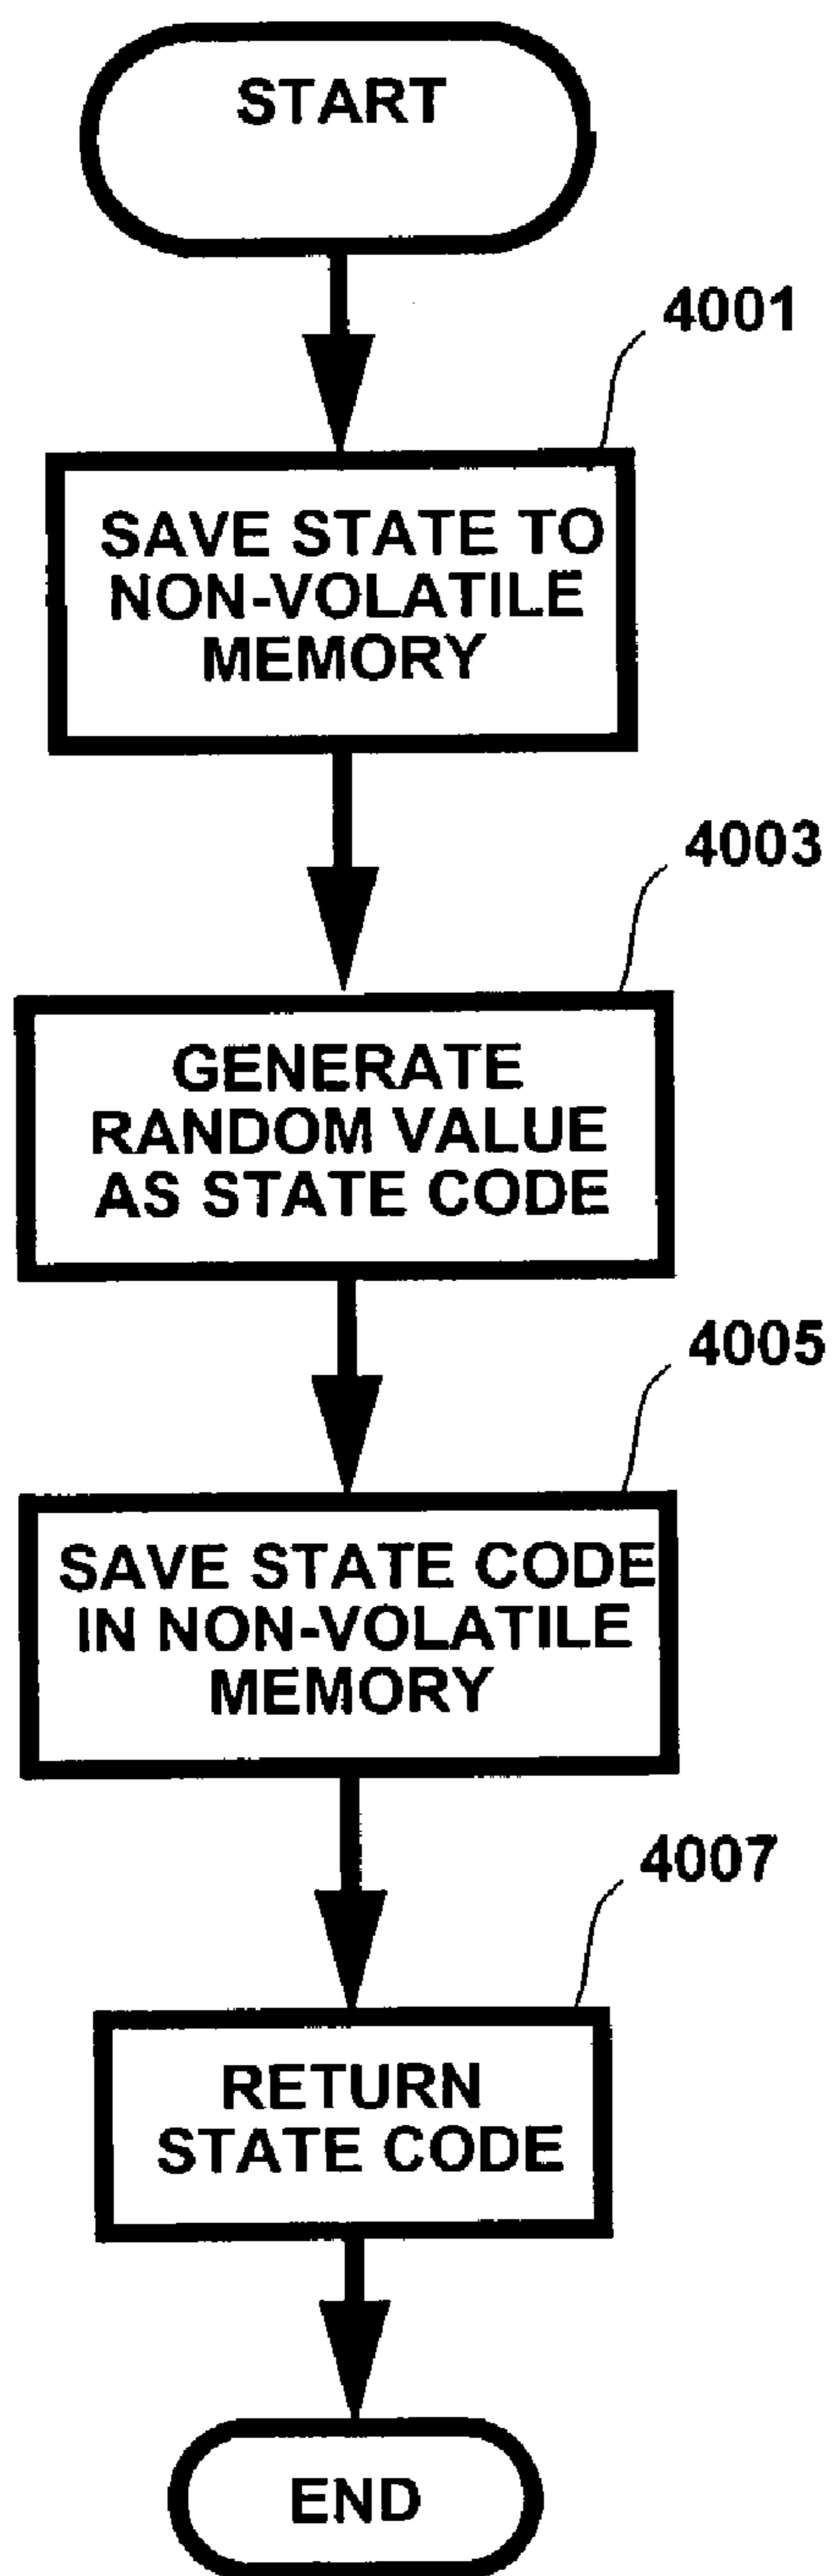 START
4001
SAVE STATE TO
NON-VOLATILE
MEMORY
4003
GENERATE
RANDOM VALUE
AS STATE CODE
4005
SAVE STATE CODE
IN NON-VOLATILE
MEMORY
4007
RETURN
STATE CODE
END